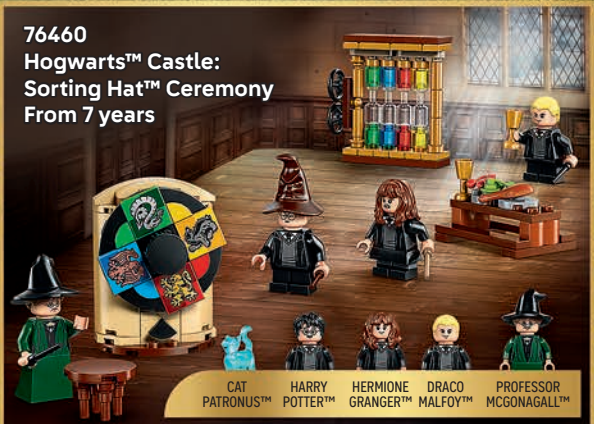 76460
Hogwarts™ Castle:
Sorting Hat™ Ceremony
From 7 years
CAT
PATRONUS™
HARRY
POTTER™
HERMIONE
GRANGER™
DRACO
MALFOY™
PROFESSOR
MCGONAGALL™